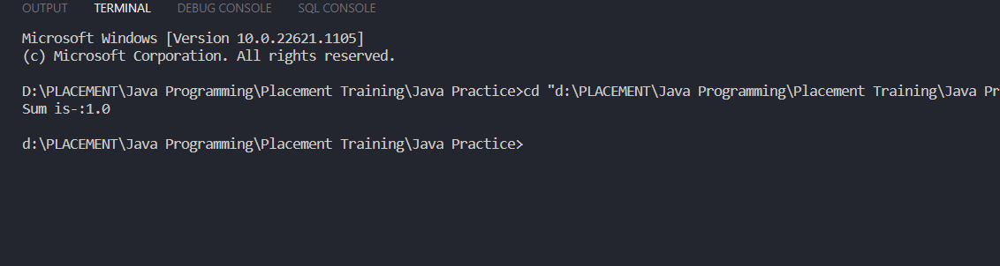 OUTPUT TERMINAL DEBUG CONSOLE SQL CONSOLE
Microsoft Windows [Version 10.0.22621.1105]
(c) Microsoft Corporation. All rights reserved.
D:\PLACEMENT\Java Programming\Placement Training\Java Practice>cd "d:\PLACEMENT\Java Programming\Placement Training\Java Pr
Sum is-:1.0
d:\PLACEMENT\Java Programming\Placement Training\Java Practice>